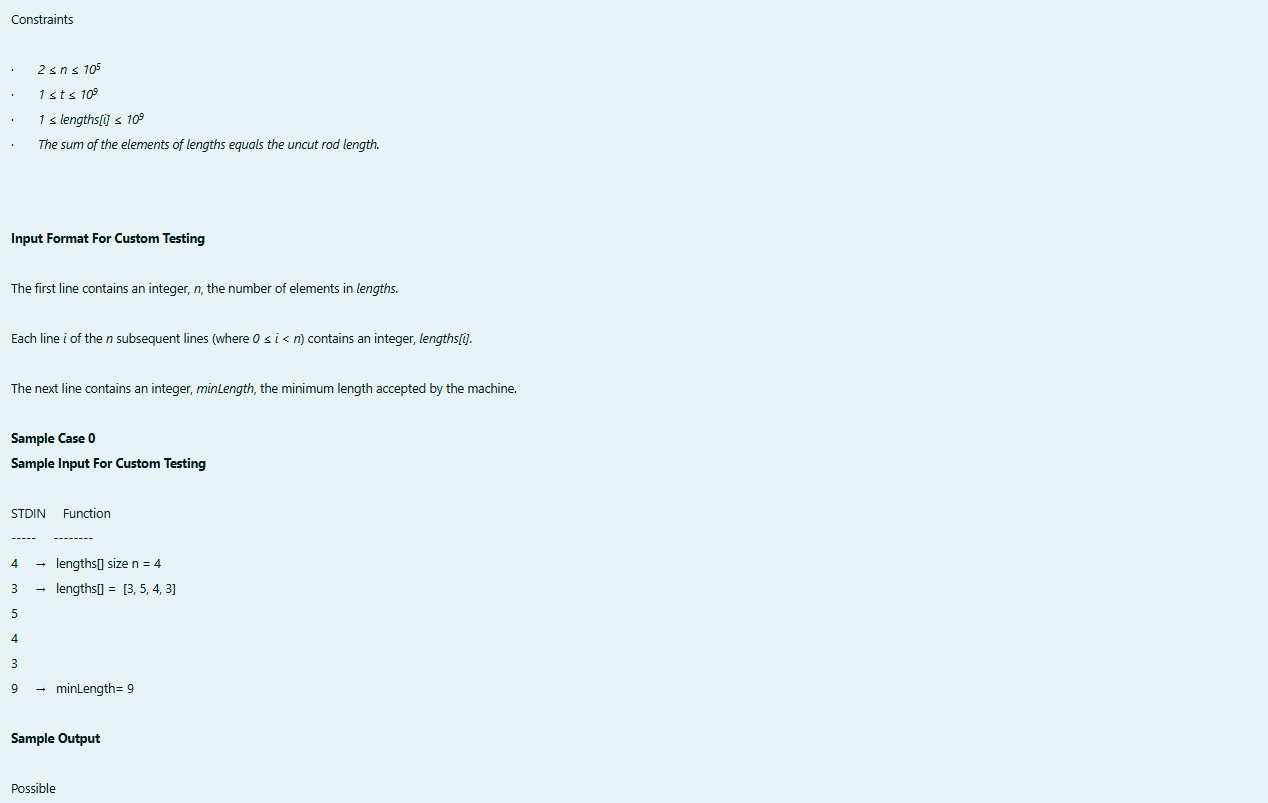 Constraints
· 2 ≤ n ≤ 10⁵
· 1 ≤ t ≤ 10⁹
· 1 ≤ lengths[i] ≤ 10⁹
· The sum of the elements of lengths equals the uncut rod length.
Input Format For Custom Testing
The first line contains an integer, n, the number of elements in lengths.
Each line i of the n subsequent lines (where 0 ≤ i < n) contains an integer, lengths[i].
The next line contains an integer, minLength, the minimum length accepted by the machine.
Sample Case 0
Sample Input For Custom Testing
STDIN Function
----- --------
4 → lengths[] size n = 4
3 → lengths[] = [3, 5, 4, 3]
5
4
3
9 → minLength= 9
Sample Output
Possible